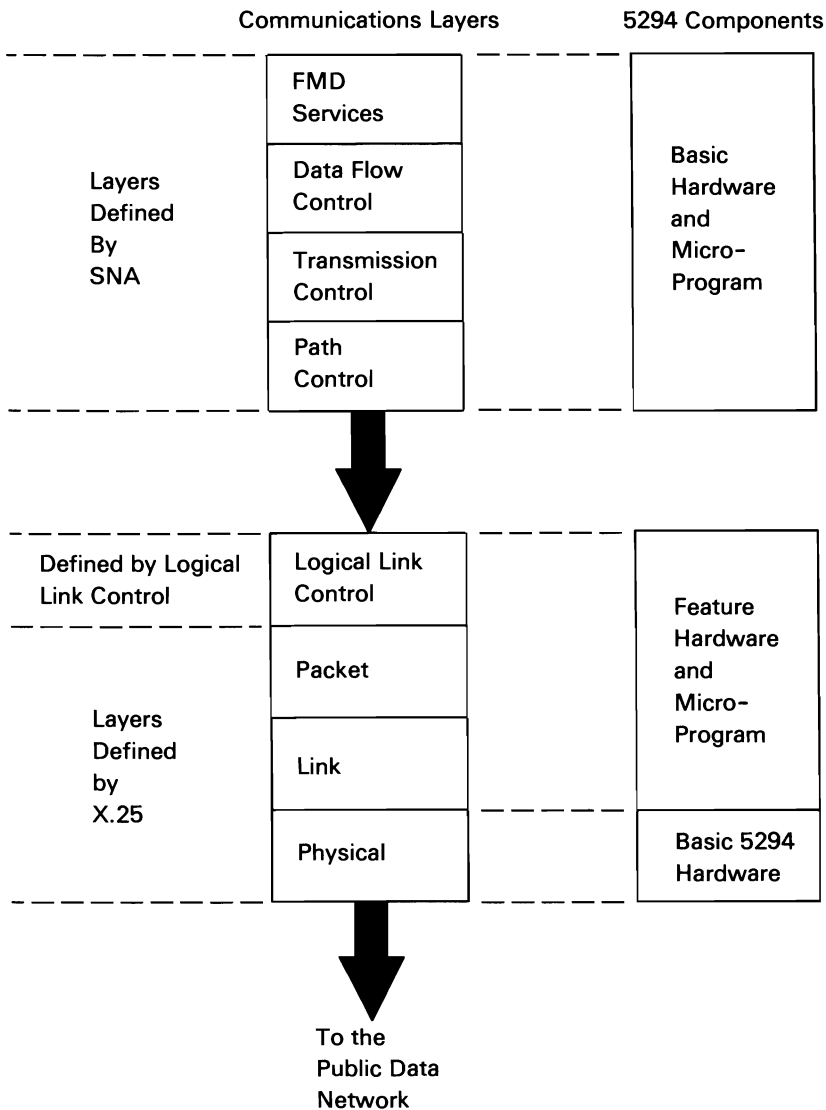 Communications Layers
5294 Components
FMD
Services
Layers
Defined
By
SNA
Data Flow
Control
Transmission
Control
Path
Control
Basic
Hardware
and
Micro-
Program
Defined by Logical
Link Control
Logical Link
Control
Layers
Defined
by
X.25
Packet
Link
Physical
Feature
Hardware
and
Micro-
Program
Basic 5294
Hardware
To the
Public Data
Network